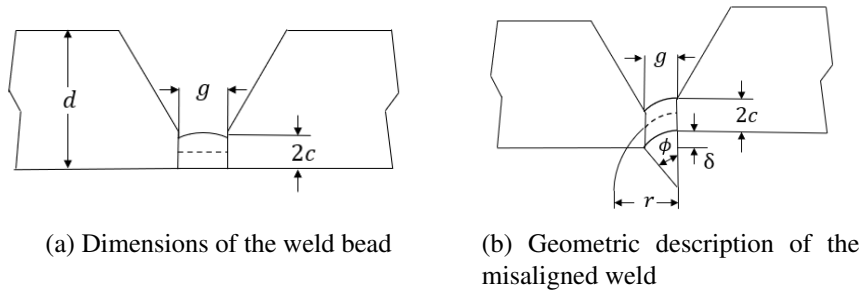 g
d
2c
g
2c
ϕ
δ
r
(a) Dimensions of the weld bead
(b) Geometric description of the
misaligned weld